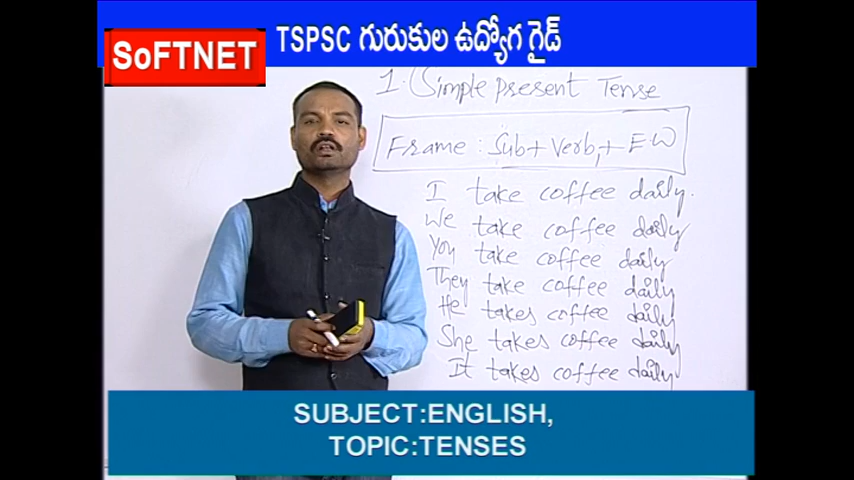 TSPSC గురుకుల ఉద్యోగ గైడ్
SoFTNET
1. Simple present Tense
Frame : Sub + Verb1 + EW
I take coffee daily.
We take coffee daily
You take coffee daily
They take coffee daily
He takes coffee daily
She takes coffee daily
It takes coffee daily
SUBJECT:ENGLISH,
TOPIC:TENSES